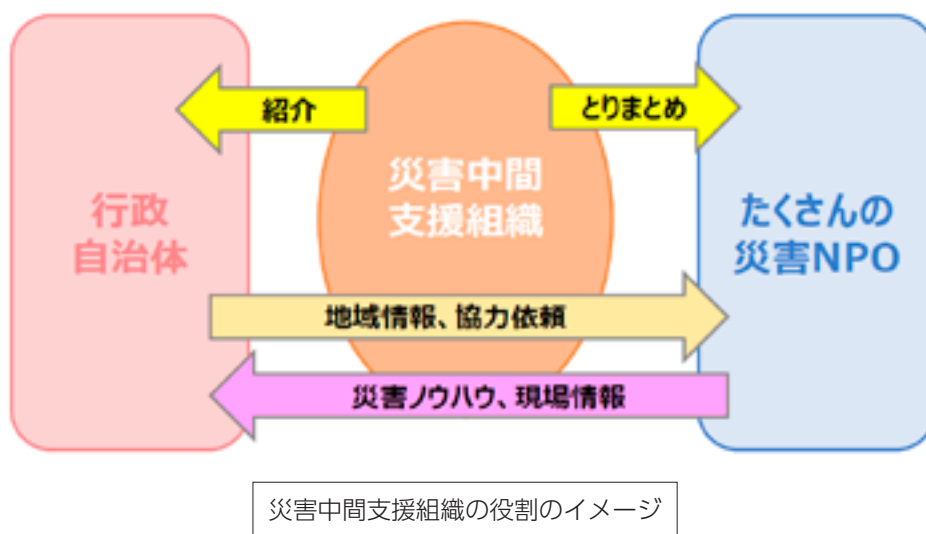 紹介
とりまとめ
災害中間
支援組織
行政
自治体
たくさんの
災害NPO
地域情報、協力依頼
災害ノウハウ、現場情報
災害中間支援組織の役割のイメージ